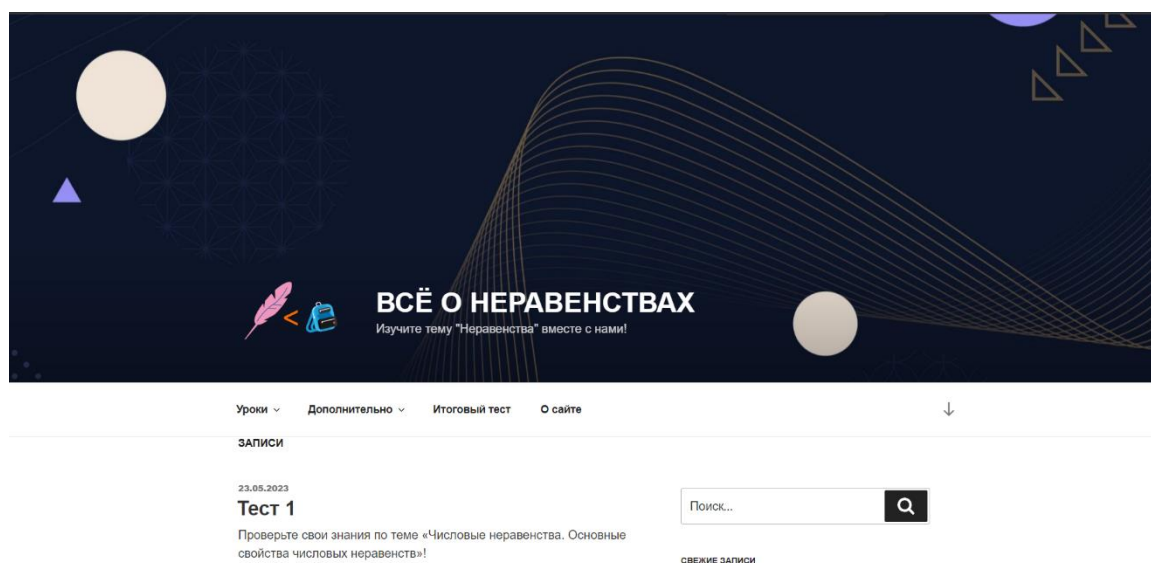 <
ВСЁ О НЕРАВЕНСТВАХ
Изучите тему "Неравенства" вместе с нами!
Уроки Дополнительно Итоговый тест О сайте
ЗАПИСИ
23.05.2023
Тест 1
Проверьте свои знания по теме «Числовые неравенства. Основные
свойства числовых неравенств»!
Поиск...
СВЕЖИЕ ЗАПИСИ